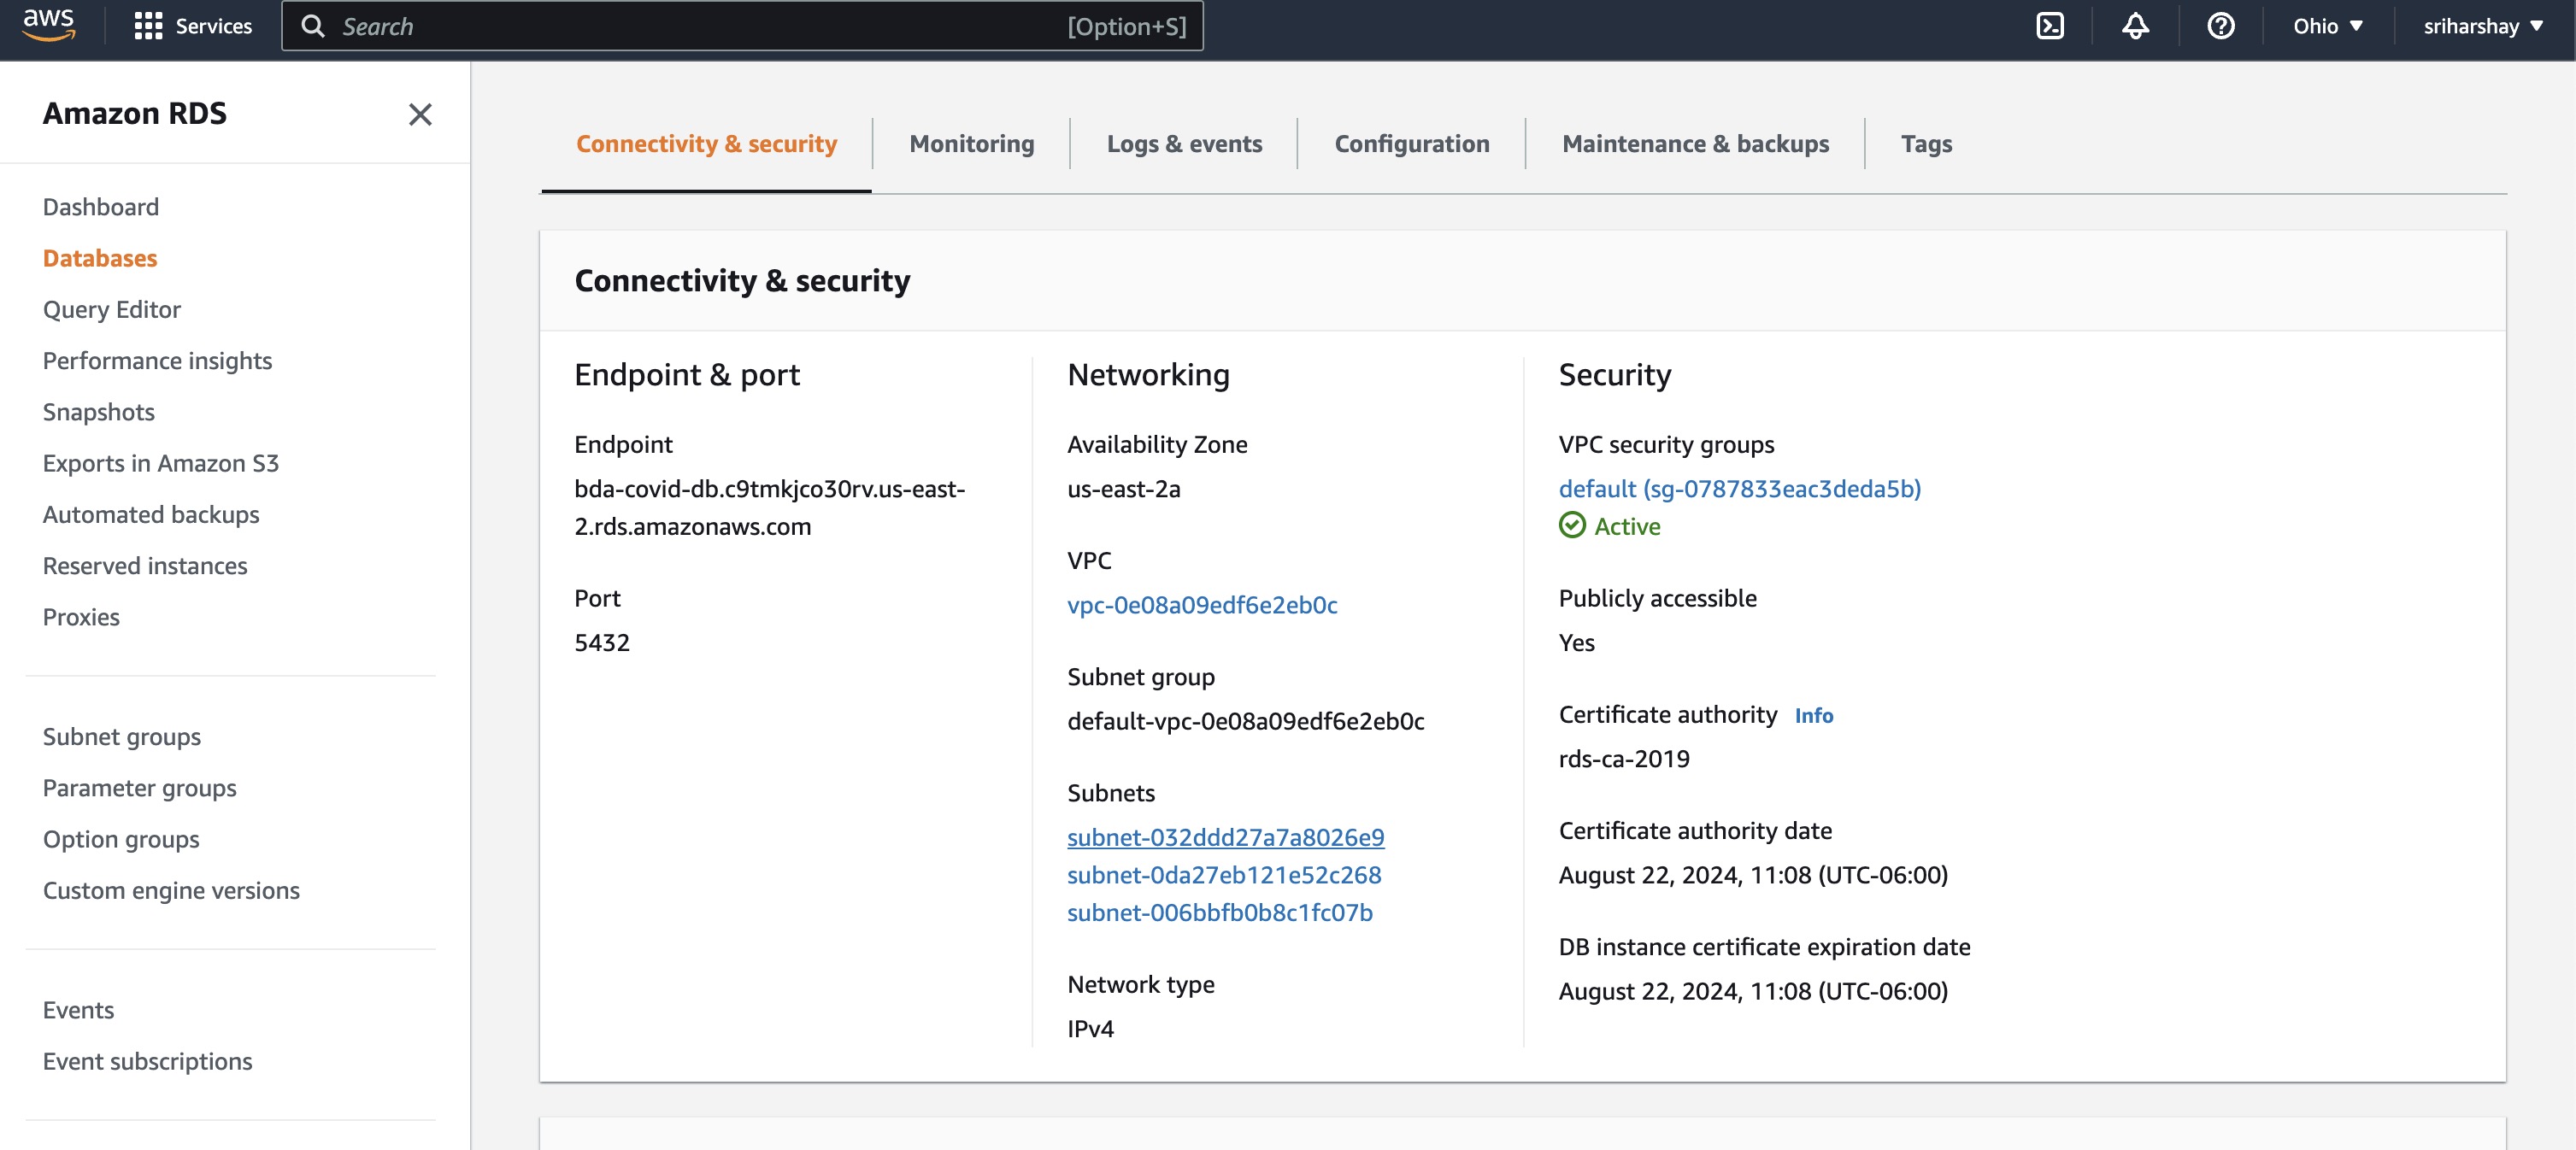 aws
Services
Search
[Option+S]
Ohio
sriharshay
Amazon RDS
Dashboard
Databases
Query Editor
Performance insights
Snapshots
Exports in Amazon S3
Automated backups
Reserved instances
Proxies
Subnet groups
Parameter groups
Option groups
Custom engine versions
Events
Event subscriptions
Connectivity & security
Monitoring
Logs & events
Configuration
Maintenance & backups
Tags
Connectivity & security
Endpoint & port
Endpoint
bda-covid-db.c9tmkjco30rv.us-east-
2.rds.amazonaws.com
Port
5432
Networking
Availability Zone
us-east-2a
VPC
vpc-0e08a09edf6e2eb0c
Subnet group
default-vpc-0e08a09edf6e2eb0c
Subnets
subnet-032ddd27a7a8026e9
subnet-0da27eb121e52c268
subnet-006bbfb0b8c1fc07b
Network type
IPv4
Security
VPC security groups
default (sg-0787833eac3deda5b)
Active
Publicly accessible
Yes
Certificate authority Info
rds-ca-2019
Certificate authority date
August 22, 2024, 11:08 (UTC-06:00)
DB instance certificate expiration date
August 22, 2024, 11:08 (UTC-06:00)